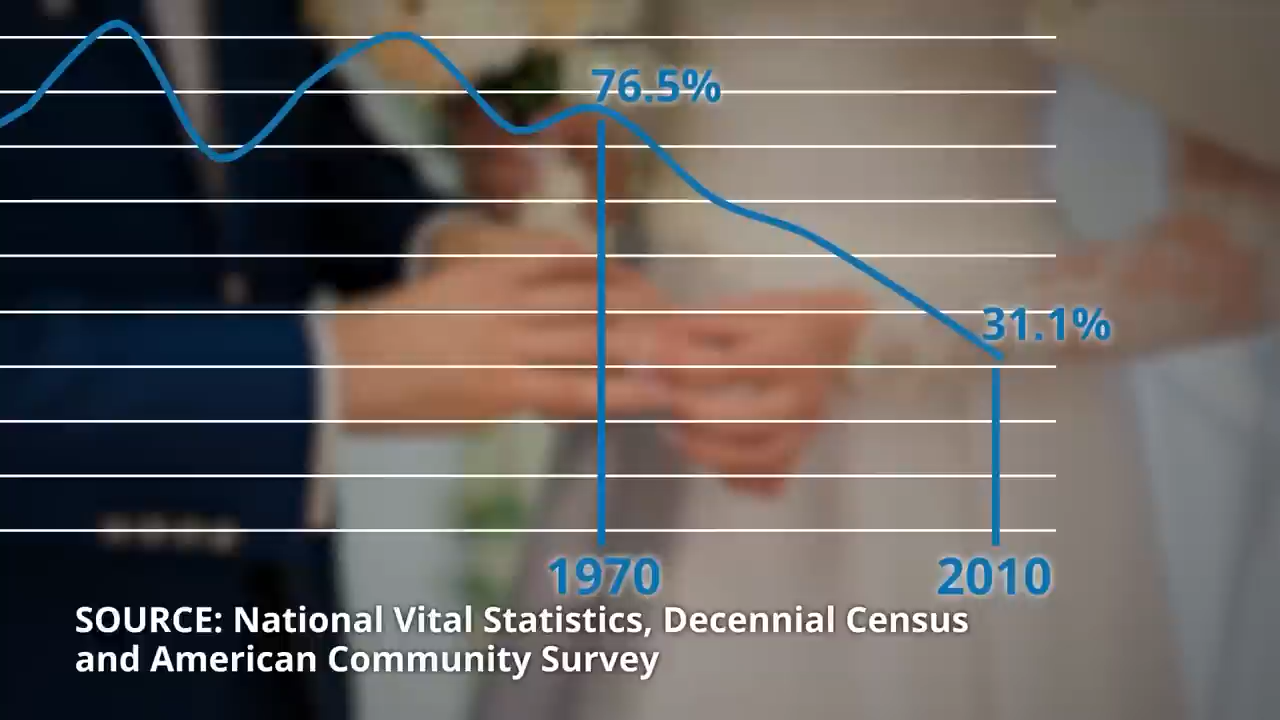 76.5%
31.1%
1970 2010
SOURCE: National Vital Statistics, Decennial Census
and American Community Survey